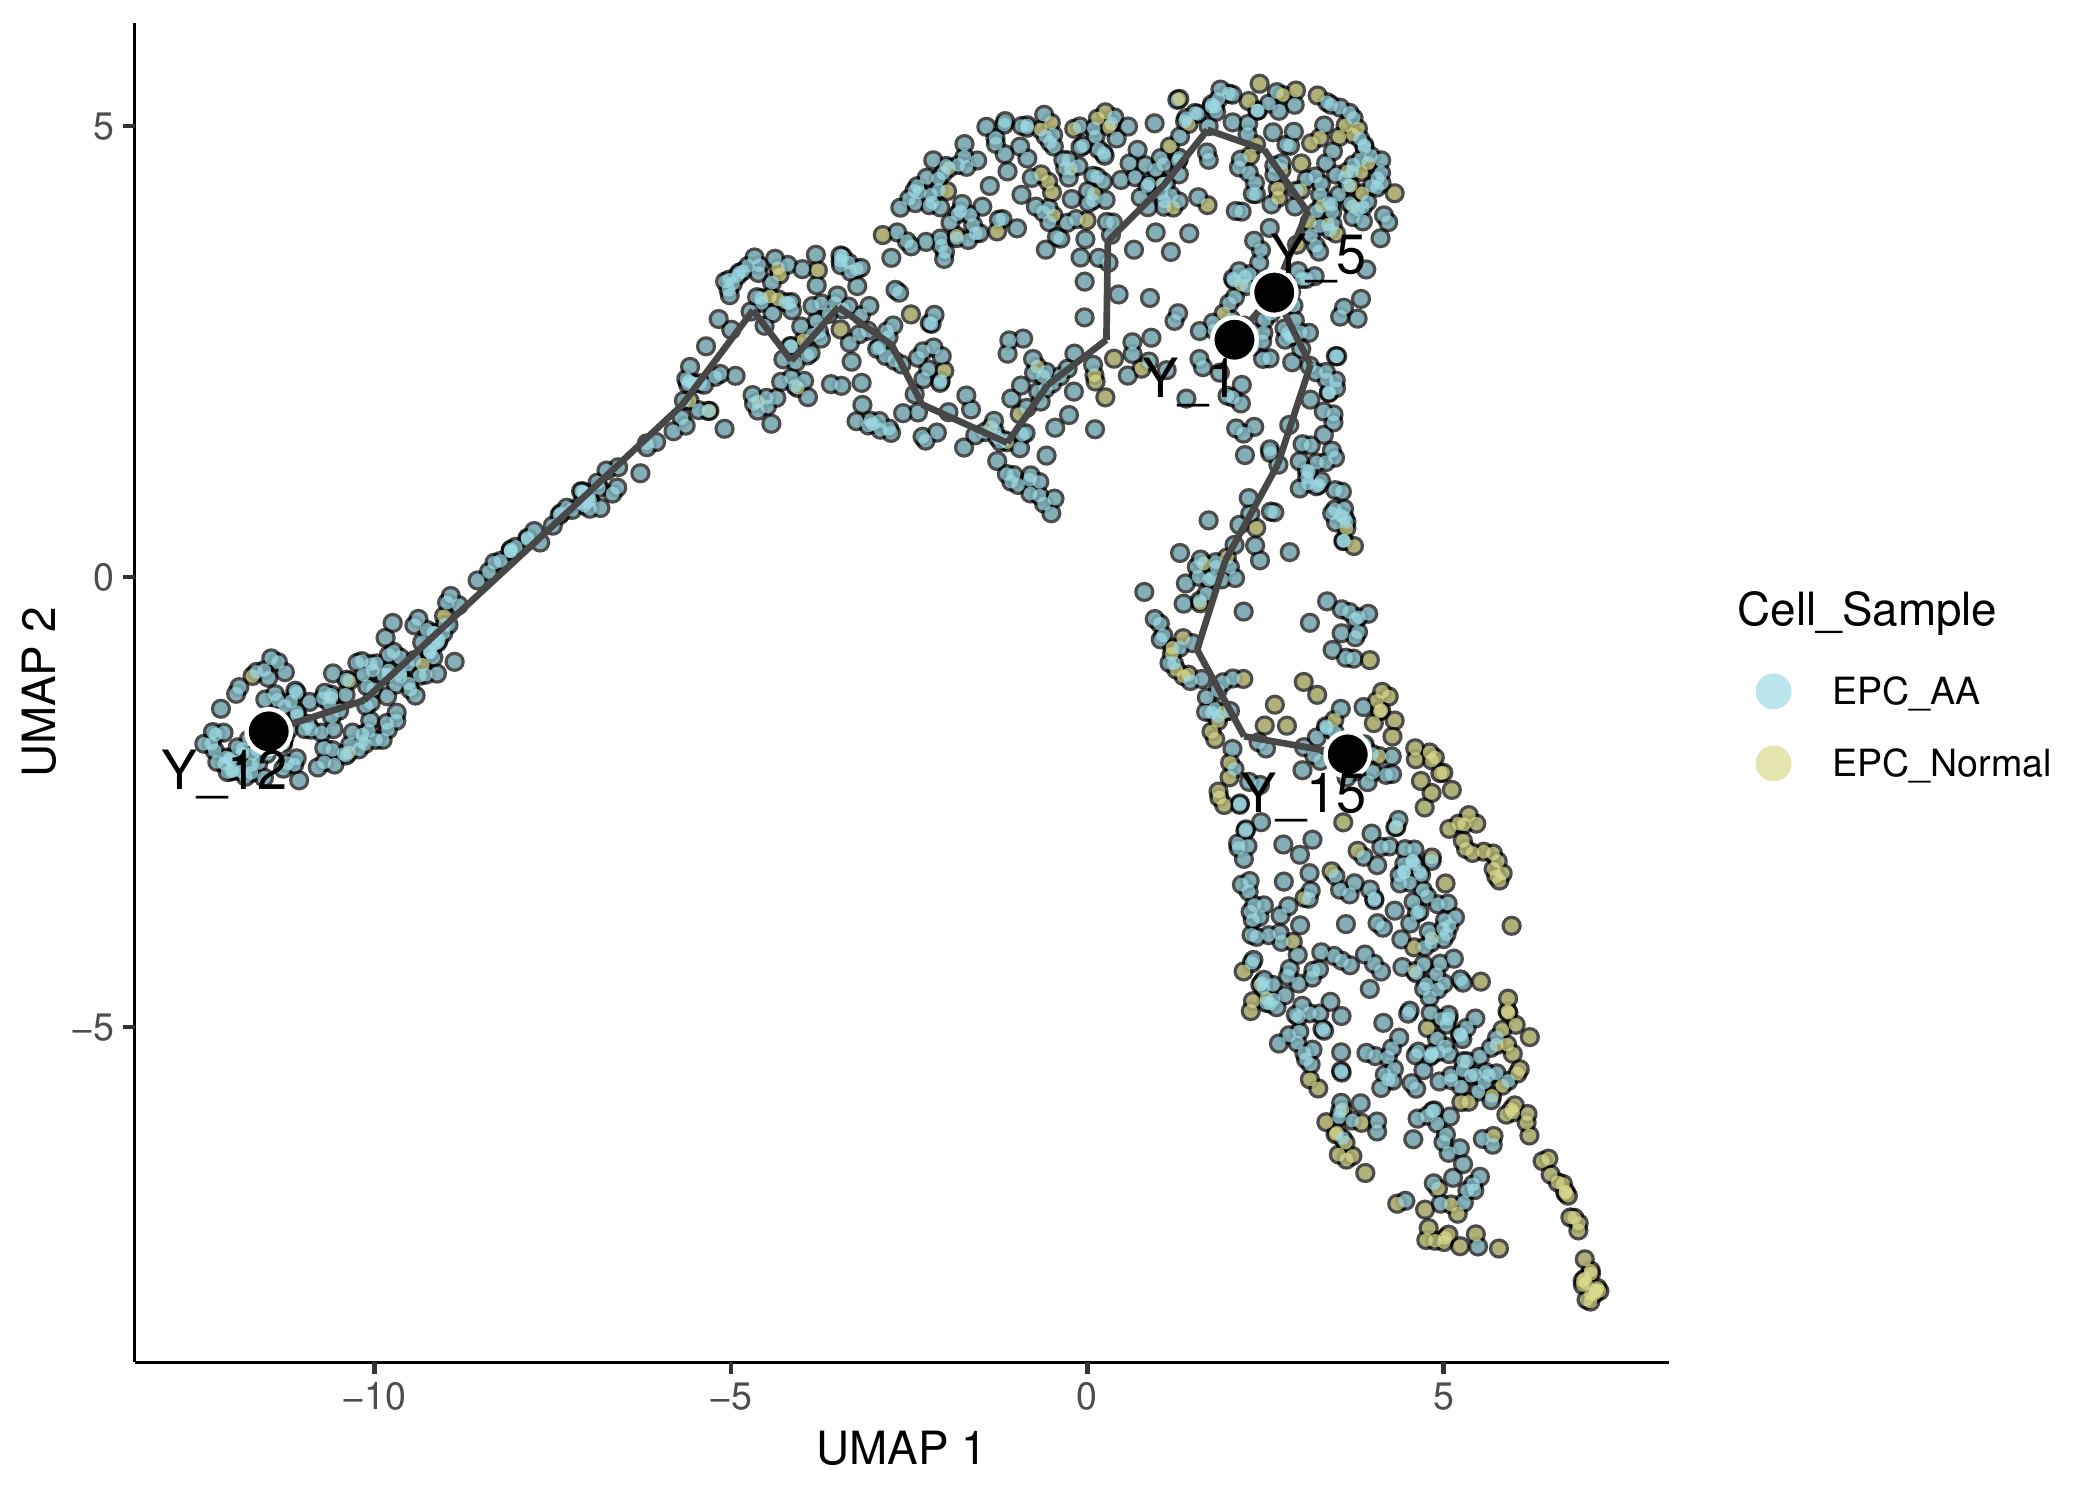 5
0
−5
UMAP 2
Y_5
Y_1
Y_12
Y_15
−10
−5
0
5
UMAP 1
Cell_Sample
EPC_AA
EPC_Normal